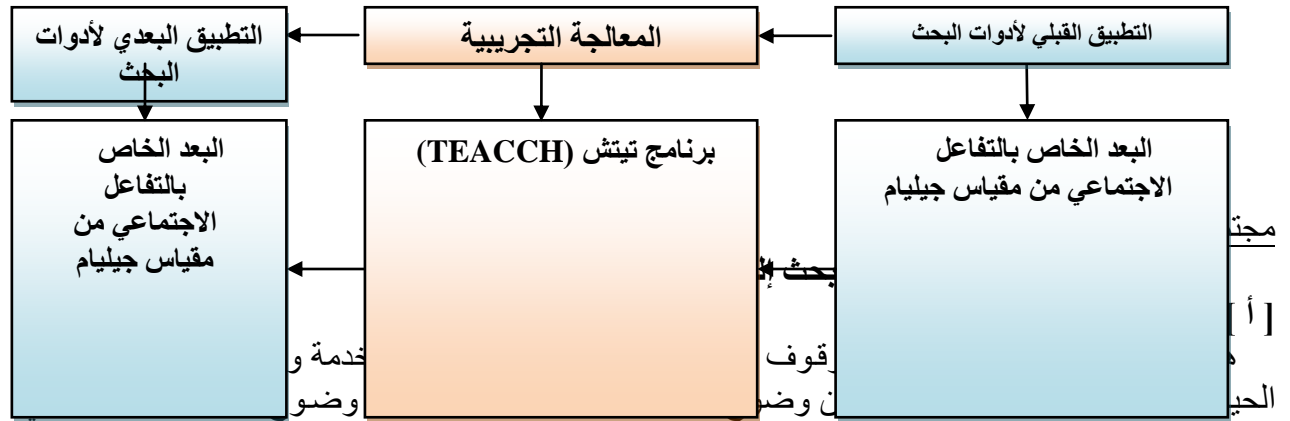 التطبيق القبلي لأدوات البحث
المعالجة التجريبية
التطبيق البعدي لأدوات
البحث
البعد الخاص بالتفاعل
الاجتماعي من مقياس جيليام
برنامج تيتش (TEACCH)
البعد الخاص
بالتفاعل
الاجتماعي من
مقياس جيليام
[ أ ]